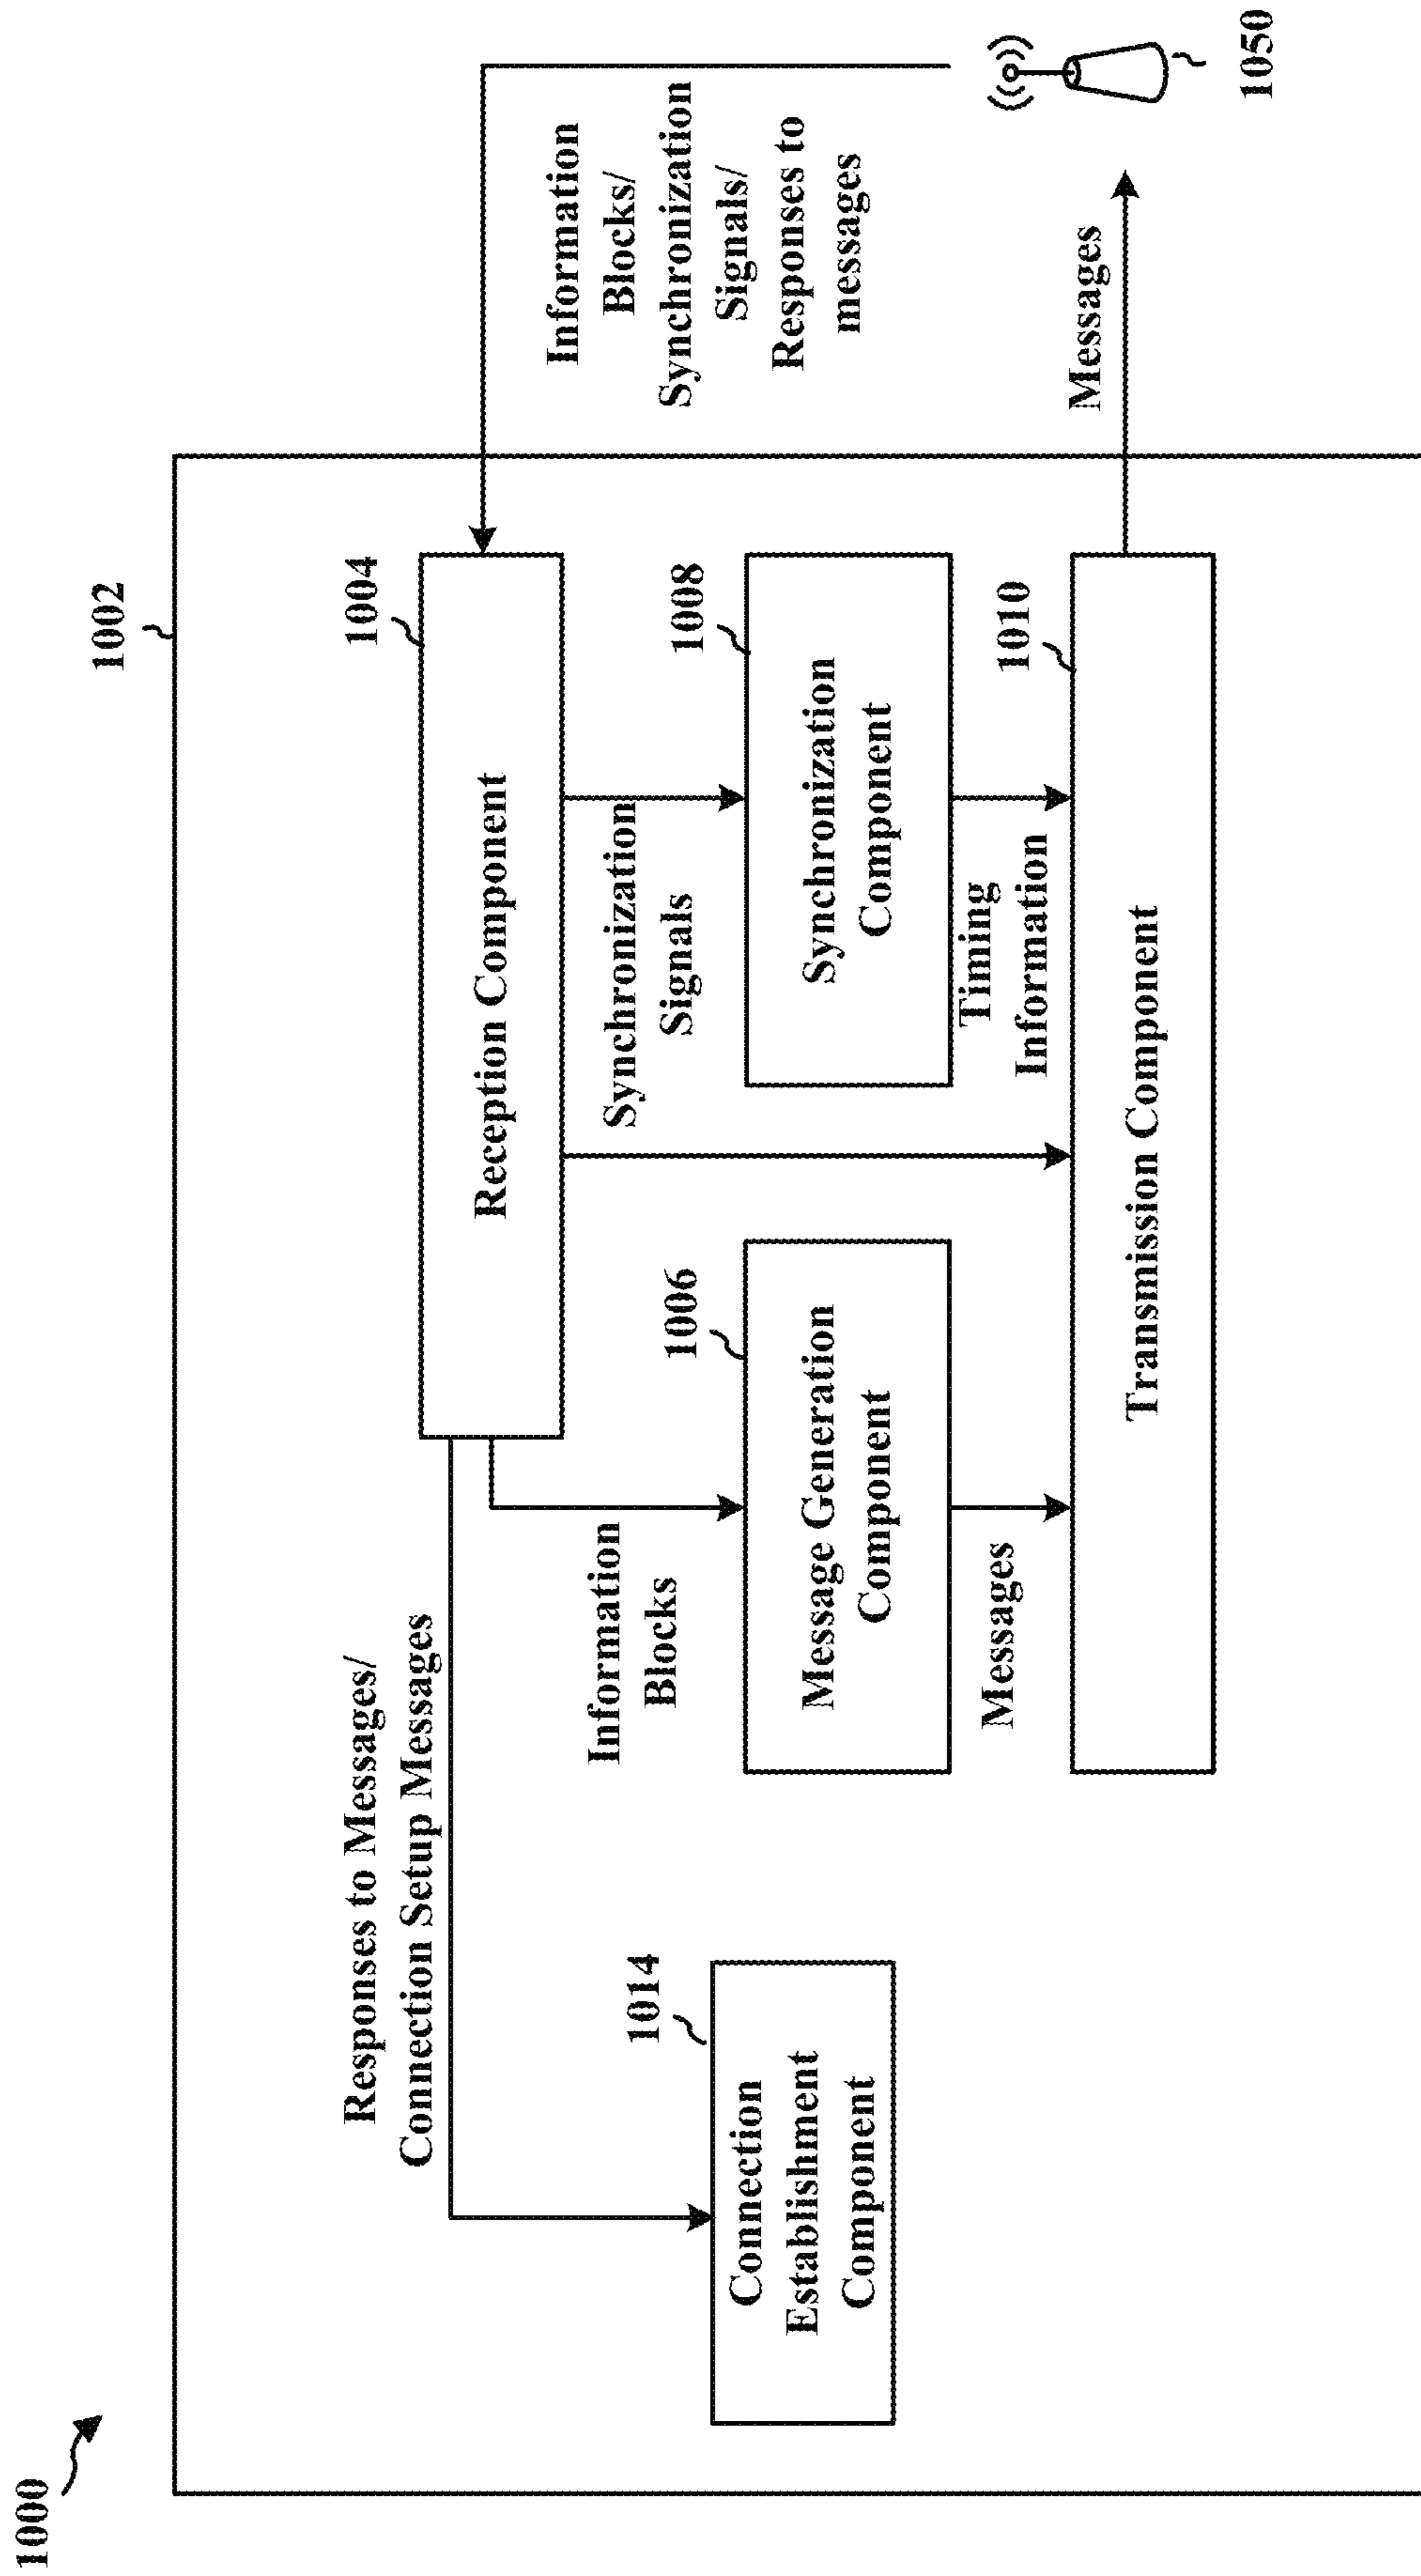 1000
1002
Responses to Messages/
Connection Setup Messages
1004
Reception Component
Information
Blocks/
Synchronization
Signals/
Responses to
messages
1014
Connection
Establishment
Component
Information
Blocks
1006
Message Generation
Component
Synchronization
Signals
1008
Synchronization
Component
Messages
Timing
Information
1010
Transmission Component
Messages
1050